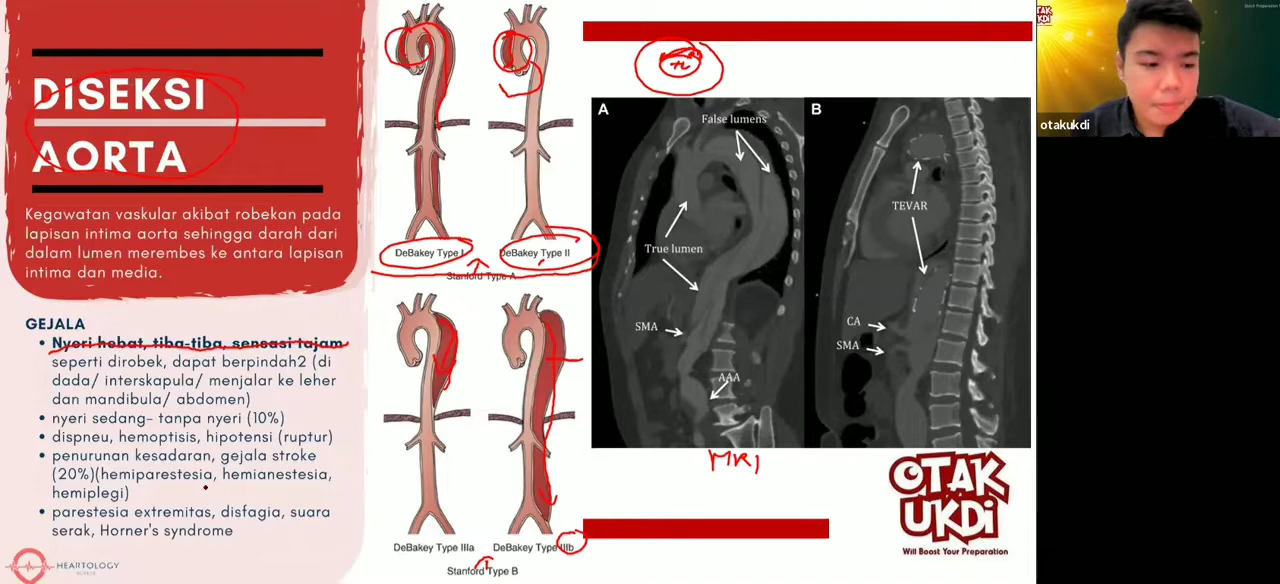 DISEKSI
AORTA
Kegawatan vaskular akibat robekan pada
lapisan intima aorta sehingga darah dari
dalam lumen merembes ke antara lapisan
intima dan media.
GEJALA
• Nyeri hebat, tiba-tiba, sensasi tajam
seperti dirobek, dapat berpindah2 (di
dada/ interskapula/ menjalar ke leher
dan mandibula/ abdomen)
• nyeri sedang- tanpa nyeri (10%)
• dispneu, hemoptisis, hipotensi (ruptur)
• penurunan kesadaran, gejala stroke
(20%)(hemiparestesia, hemianestesia,
hemiplegi)
• parestesia extremitas, disfagia, suara
serak, Horner's syndrome
HEARTOLOGY
DeBakey Type I
DeBakey Type II
Stanford Type A
DeBakey Type IIIa
DeBakey Type IIIb
Stanford Type B
A
False lumens
True lumen
SMA
AAA
B
TEVAR
CA
SMA
MRI
OTAK
UKDi
Will Boost Your Preparation
OTAK
UKDI
otakukdi